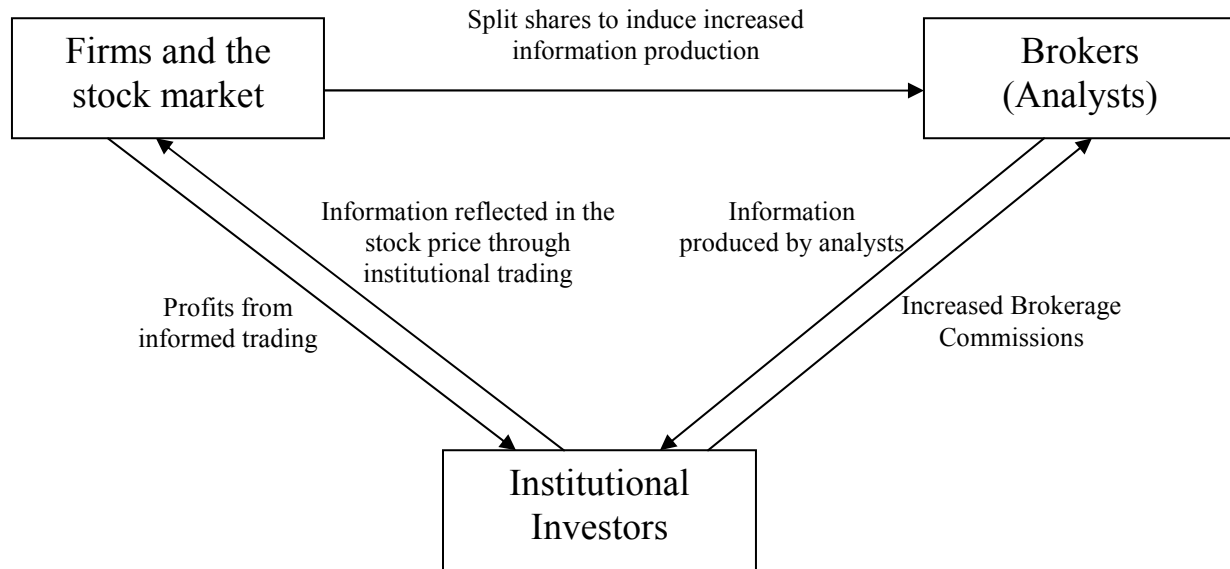 Split shares to induce increased
information production
Firms and the
stock market
Brokers
(Analysts)
Information reflected in the
stock price through
institutional trading
Information
produced by analysts
Profits from
informed trading
Increased Brokerage
Commissions
Institutional
Investors